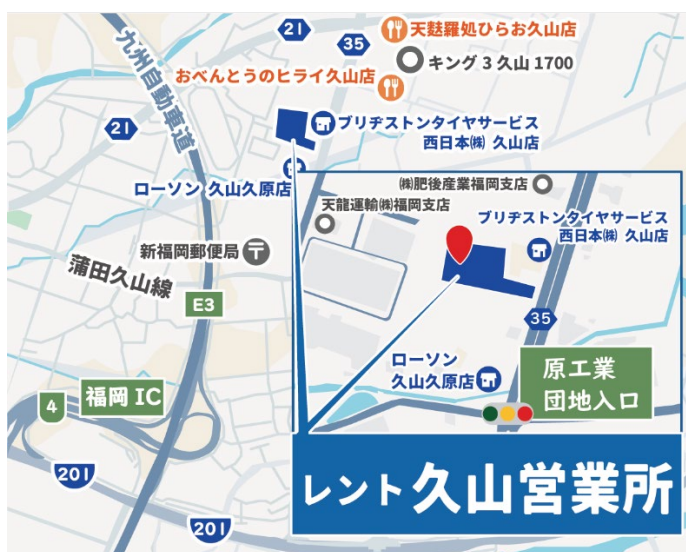 天麩羅処ひらお久山店
21
35
キング 3 久山 1700
九州自動車道
おべんとうのヒライ久山店
21
ブリヂストンタイヤサービス
西日本㈱ 久山店
ローソン 久山久原店
㈱肥後産業福岡支店
天龍運輸㈱福岡支店
ブリヂストンタイヤサービス
西日本㈱ 久山店
新福岡郵便局
〒
蒲田久山線
E3
35
ローソン
久山久原店
原工業
団地入口
4
福岡 IC
201
201
レント 久山営業所